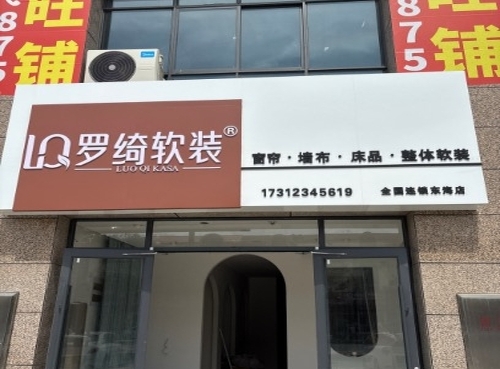 旺铺
875
旺铺
875
LQ 罗绮软装®
LUO QI KASA
窗帘·墙布·床品·整体软装
17312345619 全国连锁东海店